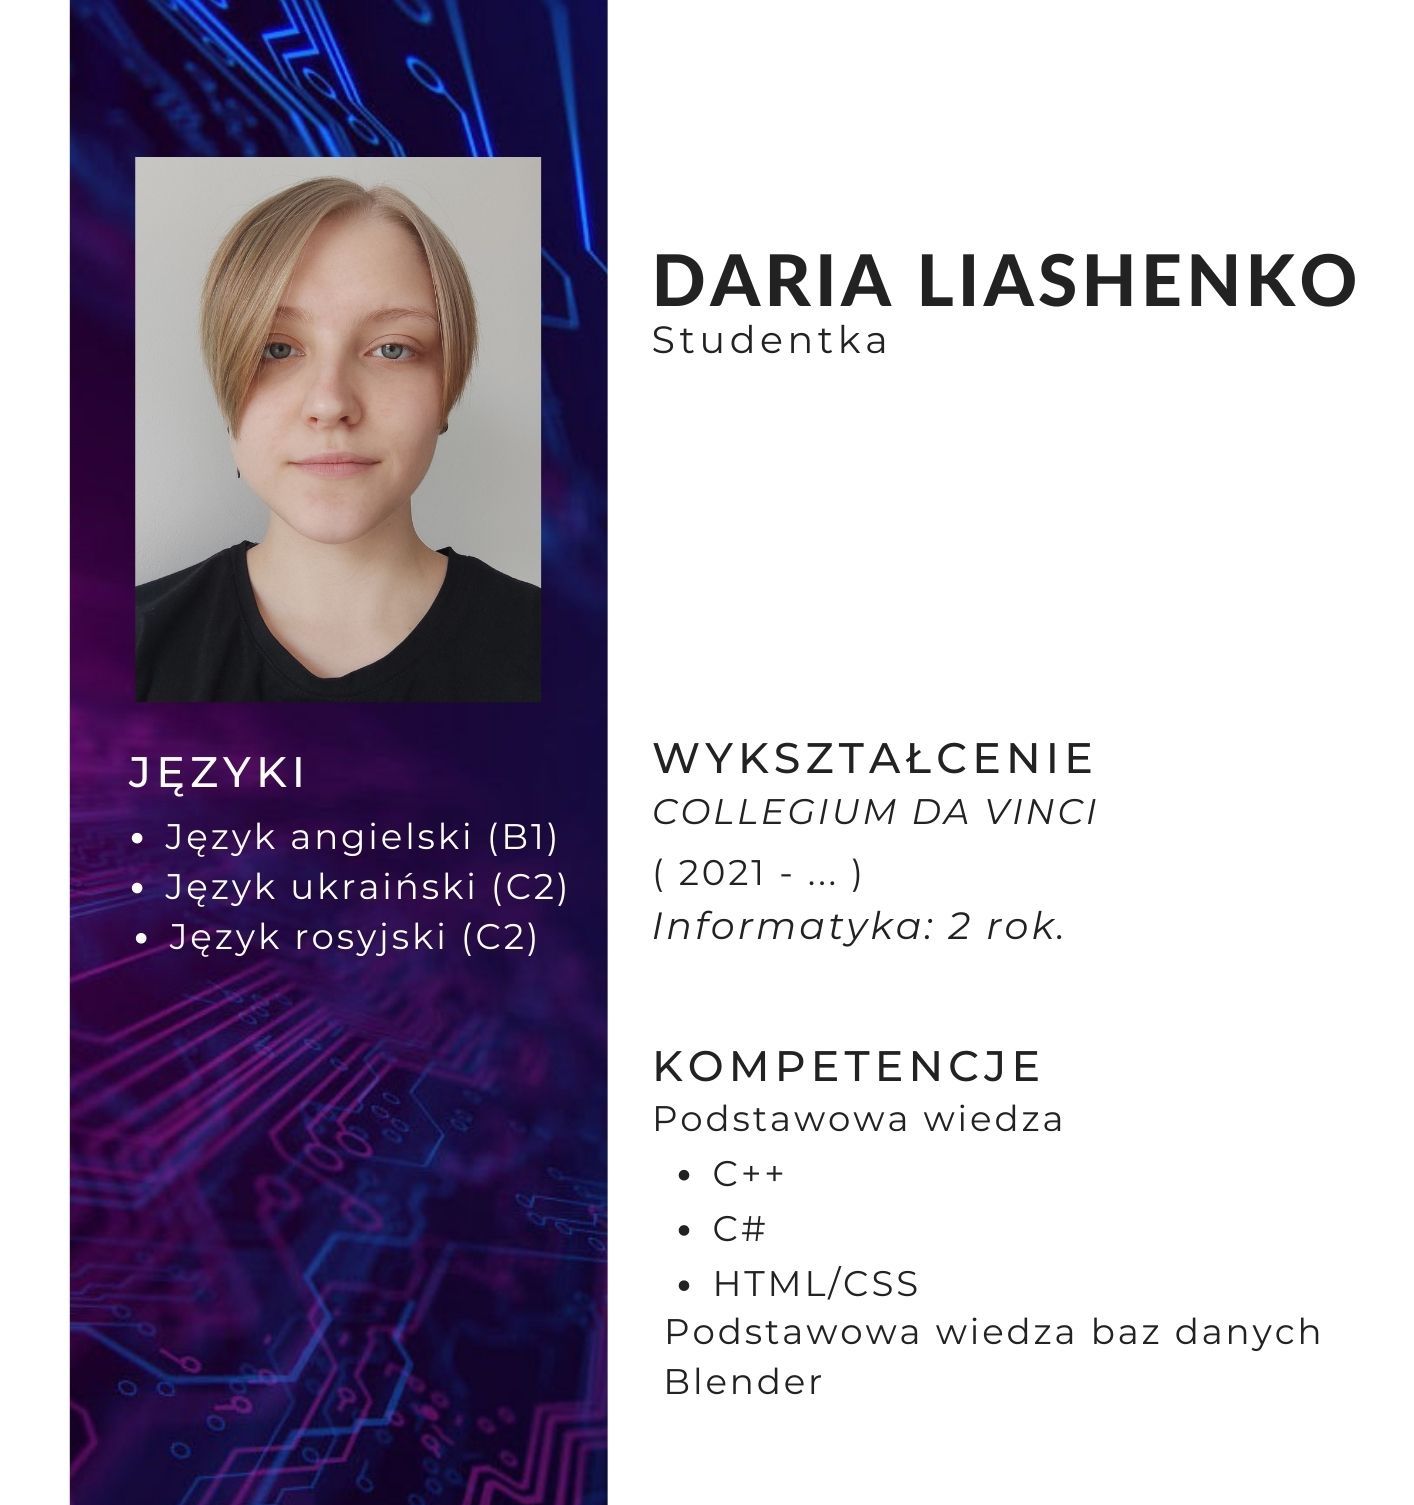 DARIA LIASHENKO
Studentka
JĘZYKI
• Język angielski (B1)
• Język ukraiński (C2)
• Język rosyjski (C2)
WYKSZTAŁCENIE
COLLEGIUM DA VINCI
( 2021 - ... )
Informatyka: 2 rok.
KOMPETENCJE
Podstawowa wiedza
• C++
• C#
• HTML/CSS
Podstawowa wiedza baz danych
Blender